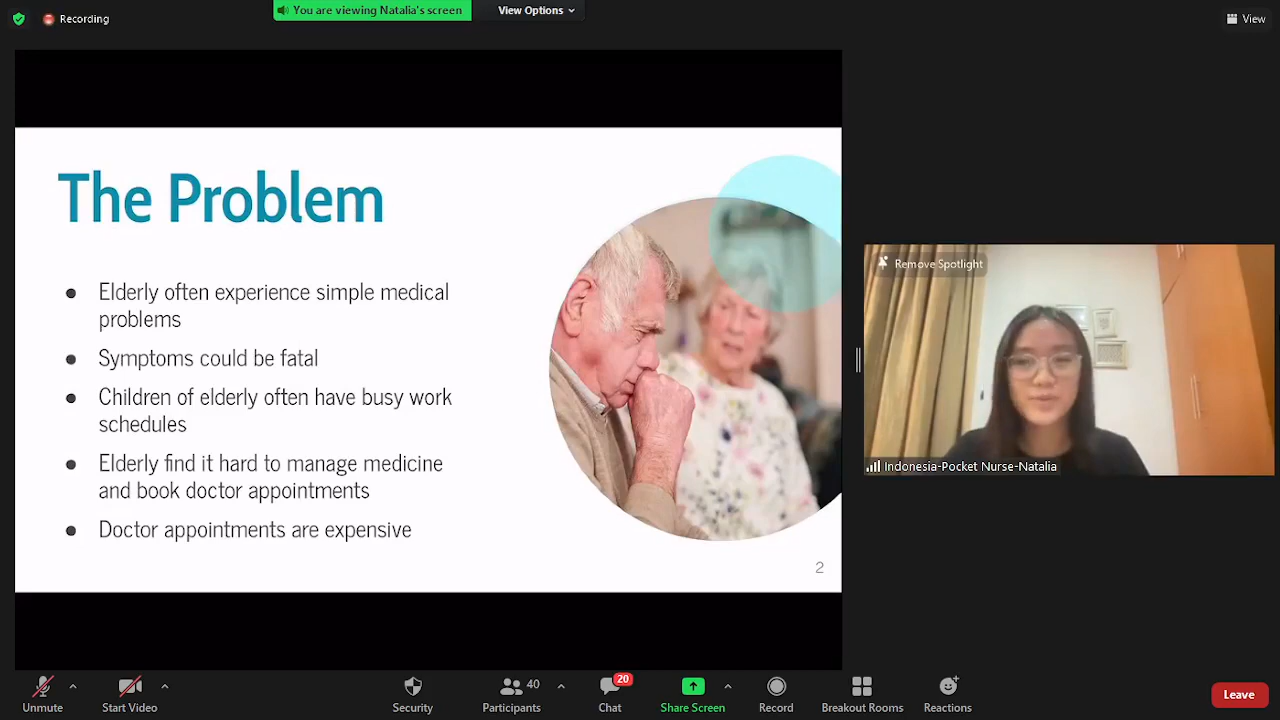 Recording
You are viewing Natalia's screen
View Options
View
The Problem
● Elderly often experience simple medical
problems
● Symptoms could be fatal
● Children of elderly often have busy work
schedules
● Elderly find it hard to manage medicine
and book doctor appointments
● Doctor appointments are expensive
2
Remove Spotlight
Indonesia-Pocket Nurse-Natalia
Unmute
Start Video
Security
40
Participants
20
Chat
Share Screen
Record
Breakout Rooms
Reactions
Leave